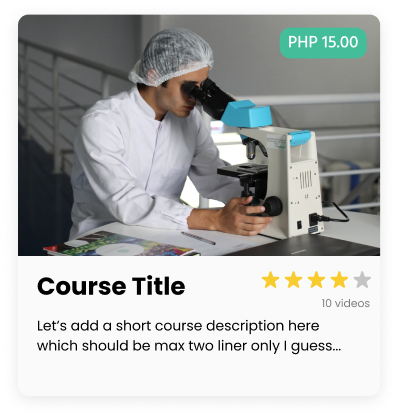 PHP 15.00
Course Title
10 videos
Let's add a short course description here
which should be max two liner only I guess...